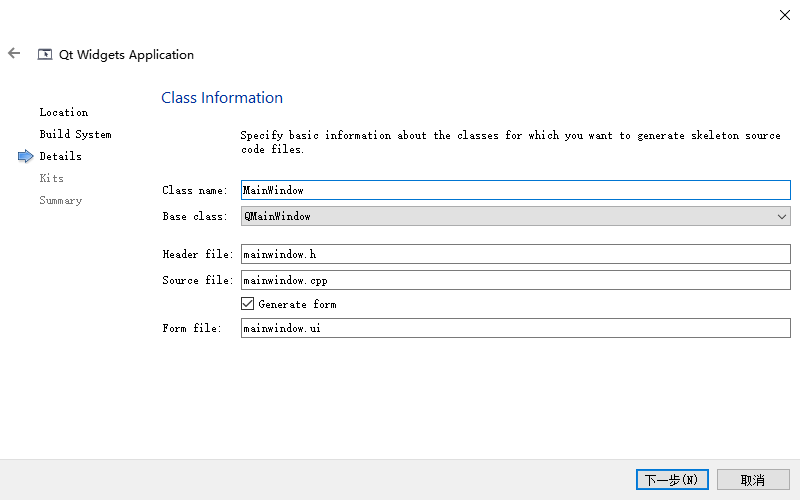 Qt Widgets Application
Location
Build System
Details
Kits
Summary
Class Information
Specify basic information about the classes for which you want to generate skeleton source
code files.
Class name: MainWindow
Base class: QMainWindow
Header file: mainwindow.h
Source file: mainwindow.cpp
Generate form
Form file: mainwindow.ui
下一步(N) 取消